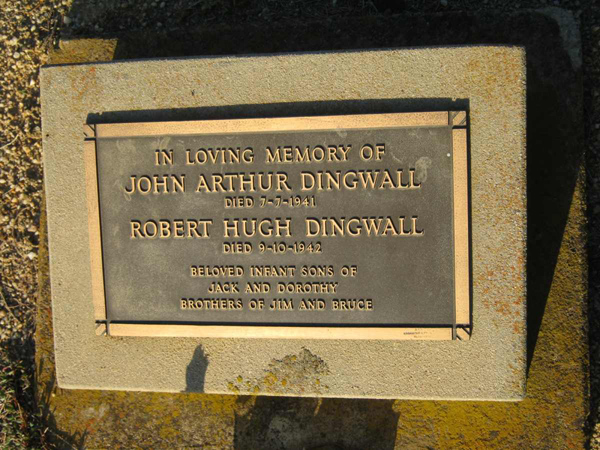 IN LOVING MEMORY OF
JOHN ARTHUR DINGWALL
DIED 7-7-1941
ROBERT HUGH DINGWALL
DIED 9-10-1942
BELOVED INFANT SONS OF
JACK AND DOROTHY
BROTHERS OF JIM AND BRUCE